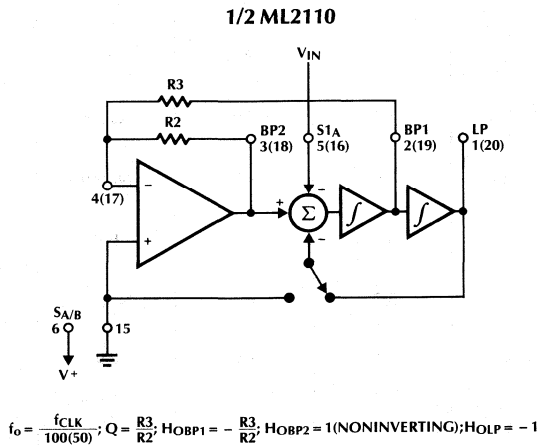 1/2 ML2110
VIN
R3
R2
BP2
3(18)
S1A
5(16)
BP1
2(19)
LP
1(20)
4(17)
−
+
+
−
−
Σ
∫
∫
SA/B
6
15
V+
fo = fCLK / 100(50); Q = R3/R2; HOBP1 = − R3/R2; HOBP2 = 1(NONINVERTING);HOLP = − 1